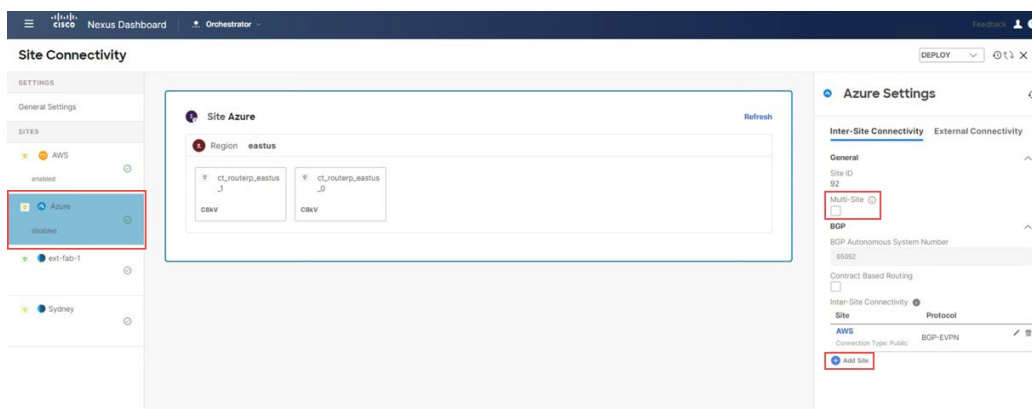 cisco Nexus Dashboard Orchestrator Feedback
Site Connectivity DEPLOY
SETTINGS
General Settings
SITES
AWS
enabled
Azure
disabled
ext-fab-1
Sydney
Site Azure Refresh
Region eastus
ct_routerp_eastus
_1
C8kV
ct_routerp_eastus
_0
C8kV
Azure Settings
Inter-Site Connectivity External Connectivity
General
Site ID
92
Multi-Site
BGP
BGP Autonomous System Number
65092
Contract Based Routing
Inter-Site Connectivity
Site Protocol
AWS
Connection Type: Public
BGP-EVPN
Add Site